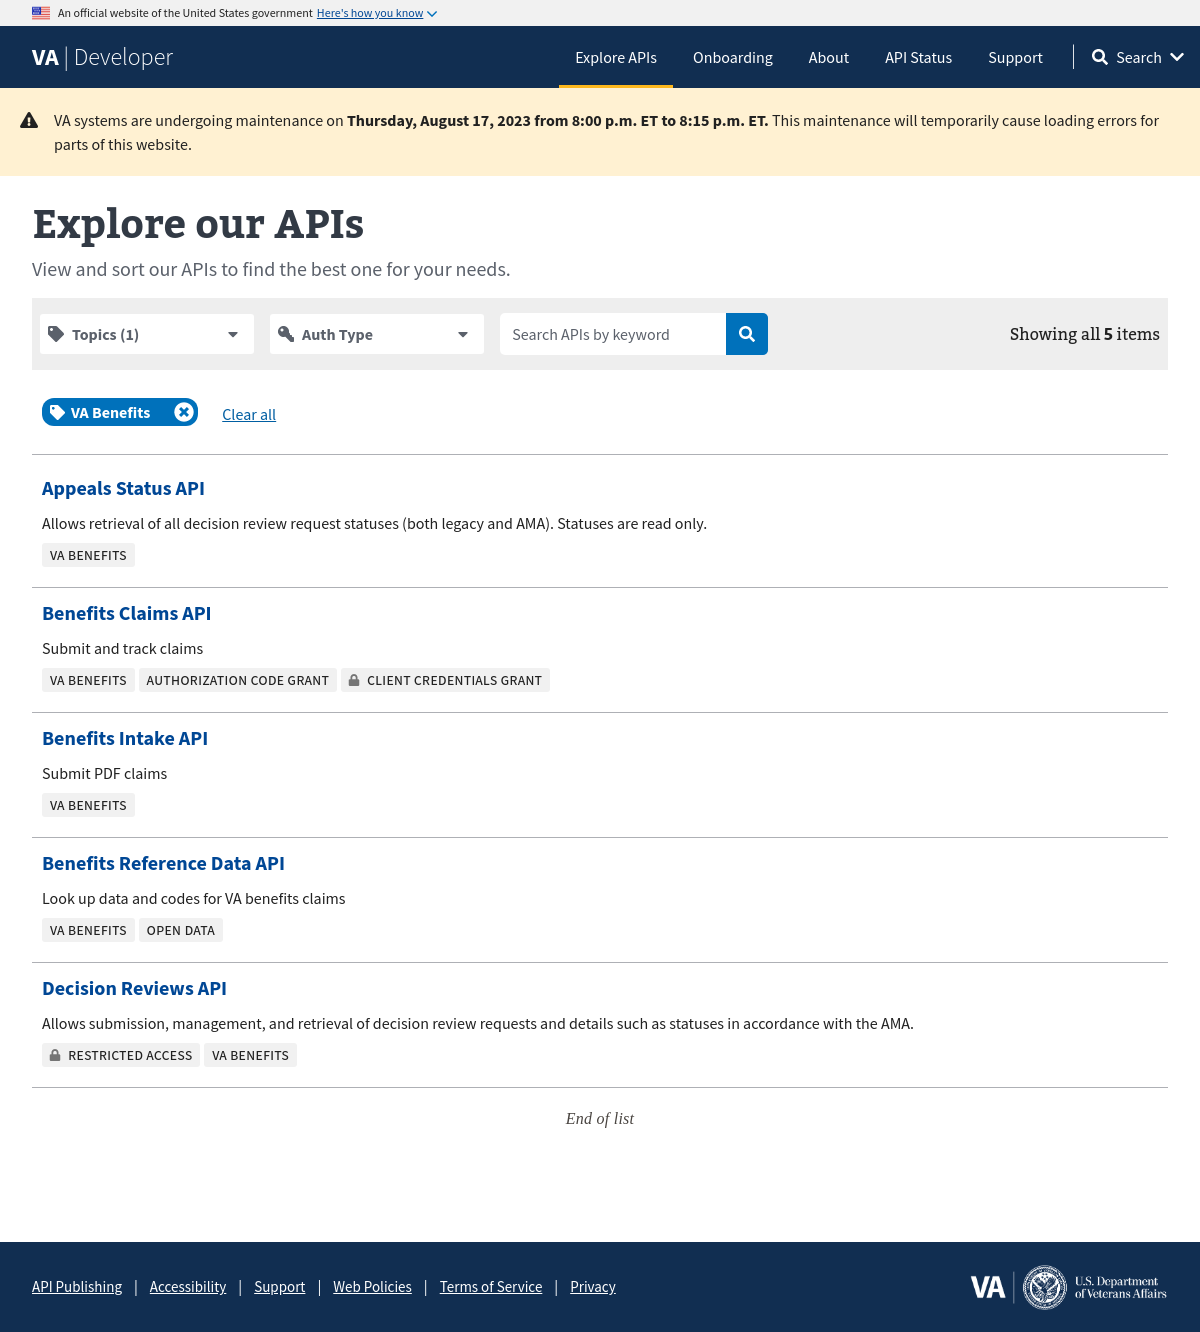 An official website of the United States government Here's how you know
VA | Developer
Explore APIs
Onboarding
About
API Status
Support
Search
VA systems are undergoing maintenance on Thursday, August 17, 2023 from 8:00 p.m. ET to 8:15 p.m. ET. This maintenance will temporarily cause loading errors for
parts of this website.
Explore our APIs
View and sort our APIs to find the best one for your needs.
Topics (1)
Auth Type
Search APIs by keyword
Showing all 5 items
VA Benefits
Clear all
Appeals Status API
Allows retrieval of all decision review request statuses (both legacy and AMA). Statuses are read only.
VA BENEFITS
Benefits Claims API
Submit and track claims
VA BENEFITS AUTHORIZATION CODE GRANT CLIENT CREDENTIALS GRANT
Benefits Intake API
Submit PDF claims
VA BENEFITS
Benefits Reference Data API
Look up data and codes for VA benefits claims
VA BENEFITS OPEN DATA
Decision Reviews API
Allows submission, management, and retrieval of decision review requests and details such as statuses in accordance with the AMA.
RESTRICTED ACCESS VA BENEFITS
End of list
API Publishing | Accessibility | Support | Web Policies | Terms of Service | Privacy
VA
U.S. Department
of Veterans Affairs